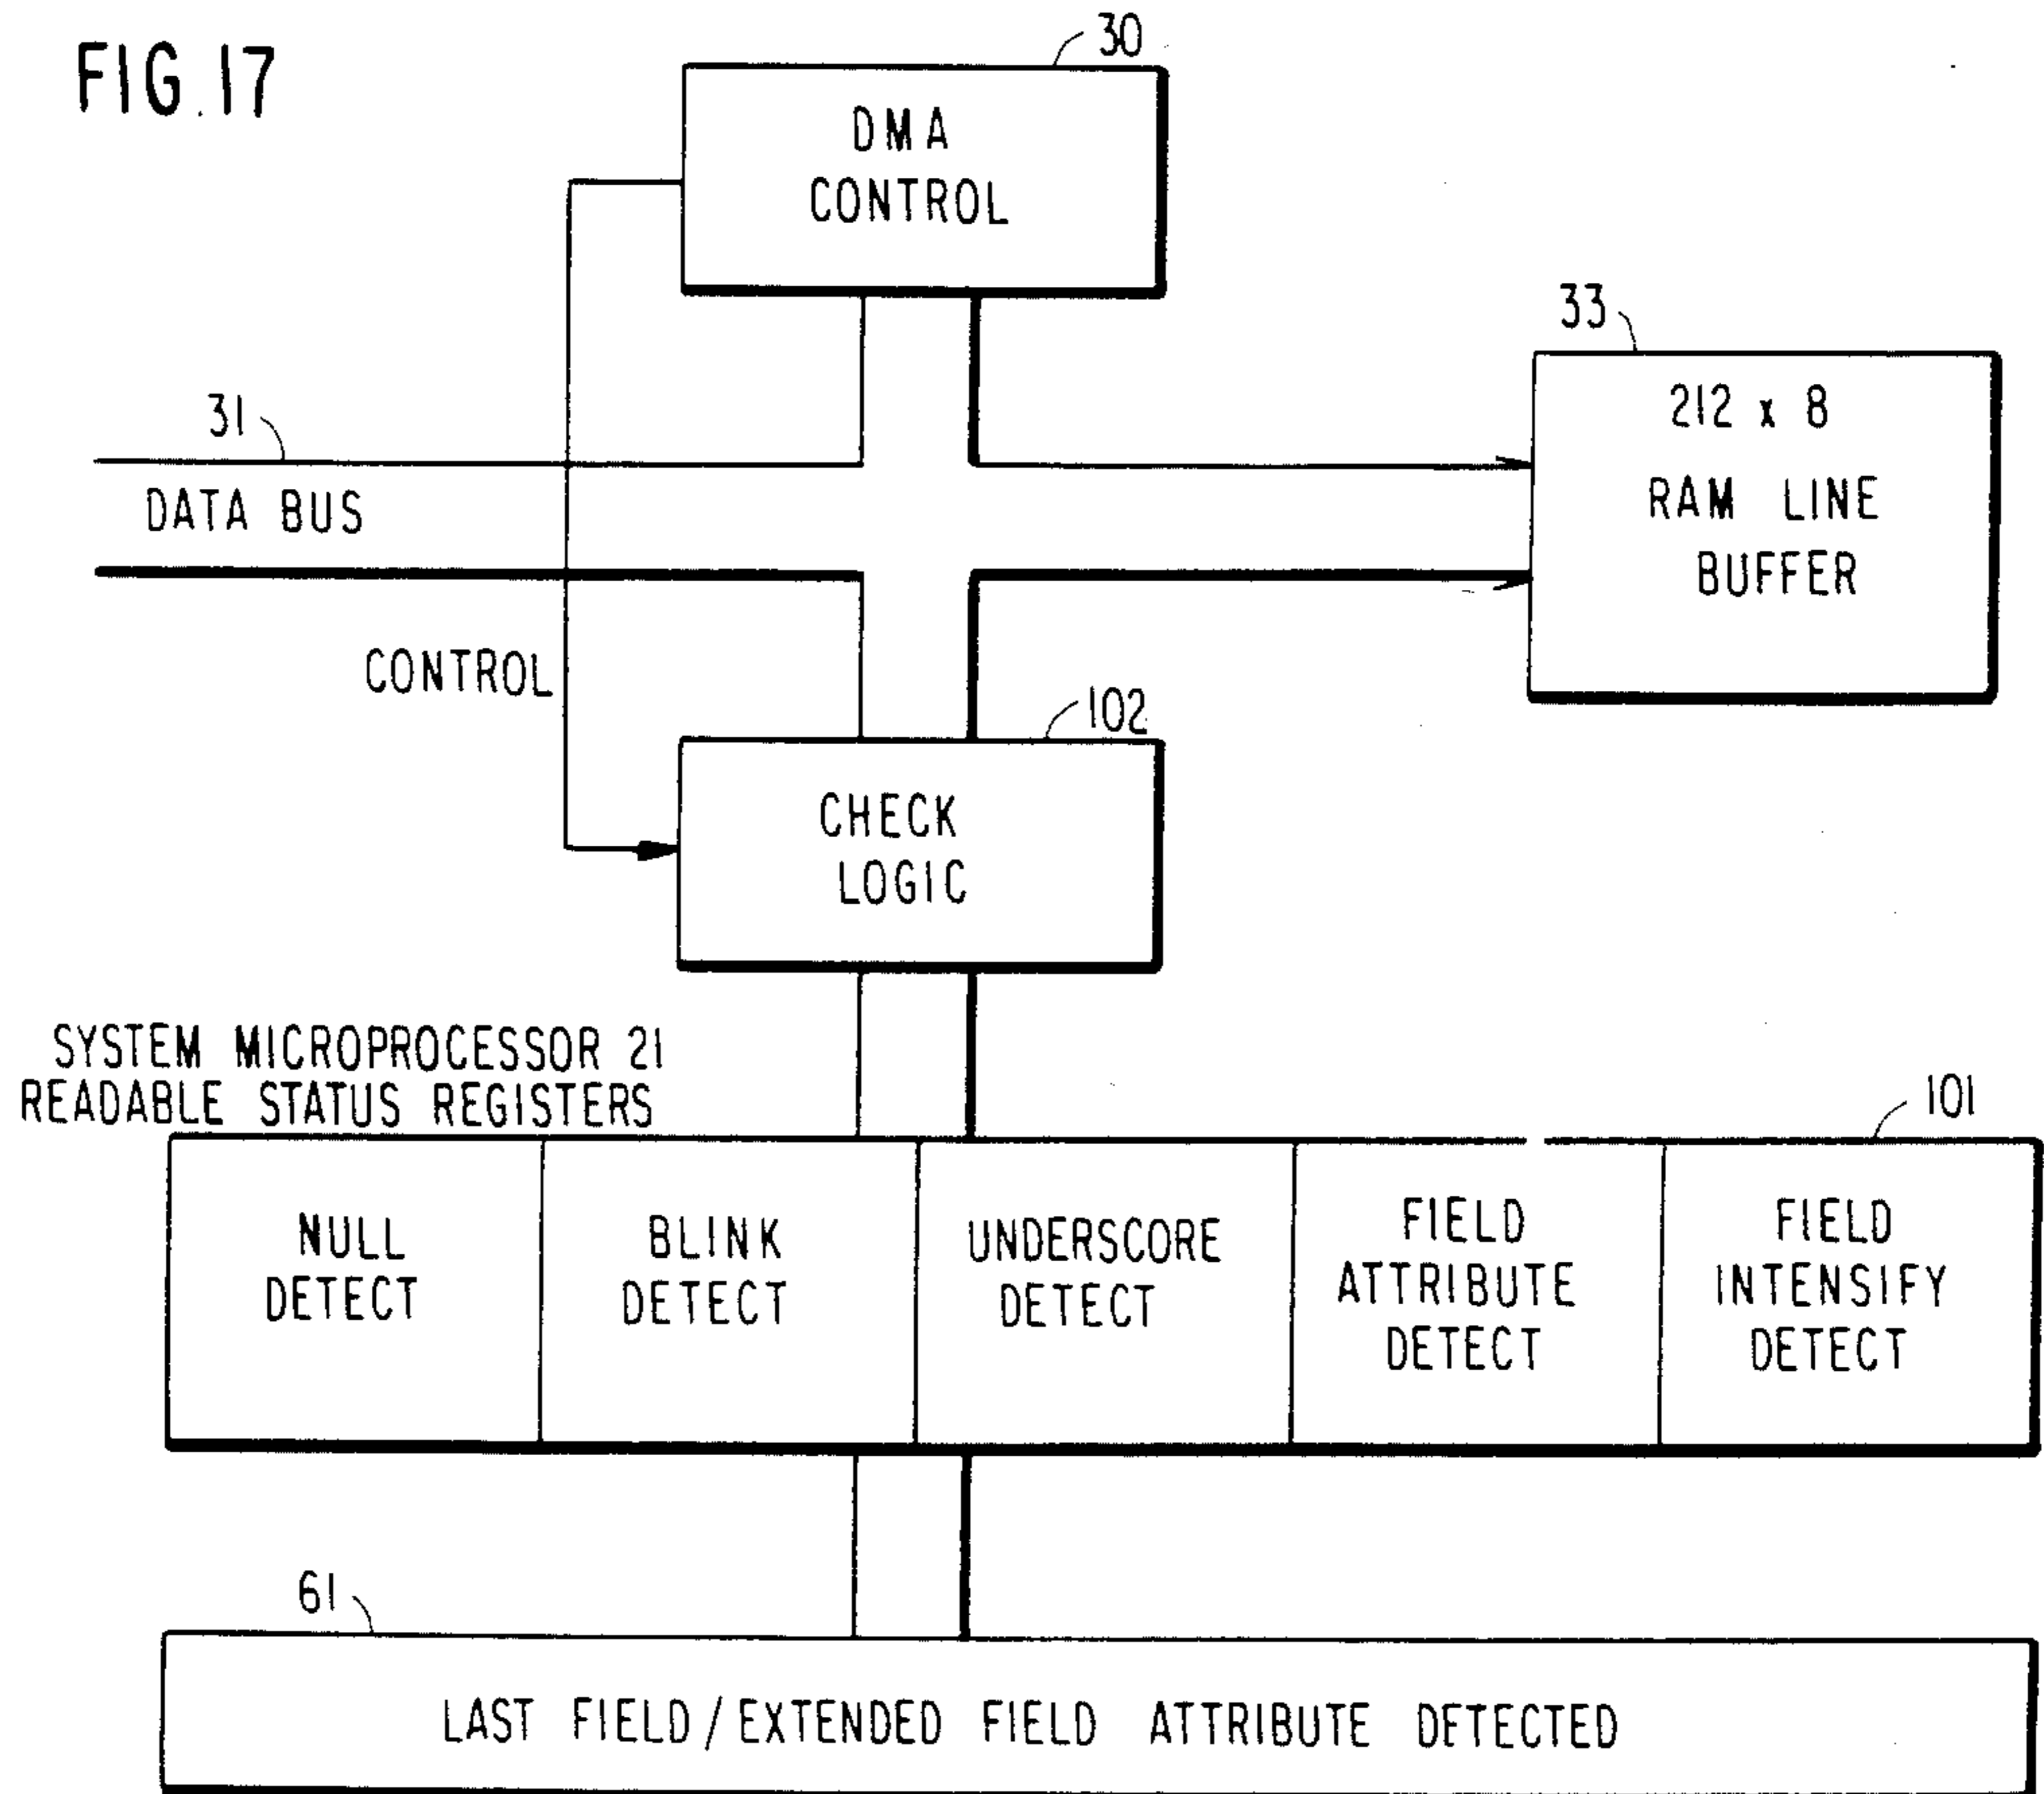 FIG. 17
30
DMA
CONTROL
33
212 x 8
RAM LINE
BUFFER
31
DATA BUS
CONTROL
102
CHECK
LOGIC
SYSTEM MICROPROCESSOR 21
READABLE STATUS REGISTERS
101
NULL
DETECT
BLINK
DETECT
UNDERSCORE
DETECT
FIELD
ATTRIBUTE
DETECT
FIELD
INTENSIFY
DETECT
61
LAST FIELD / EXTENDED FIELD ATTRIBUTE DETECTED